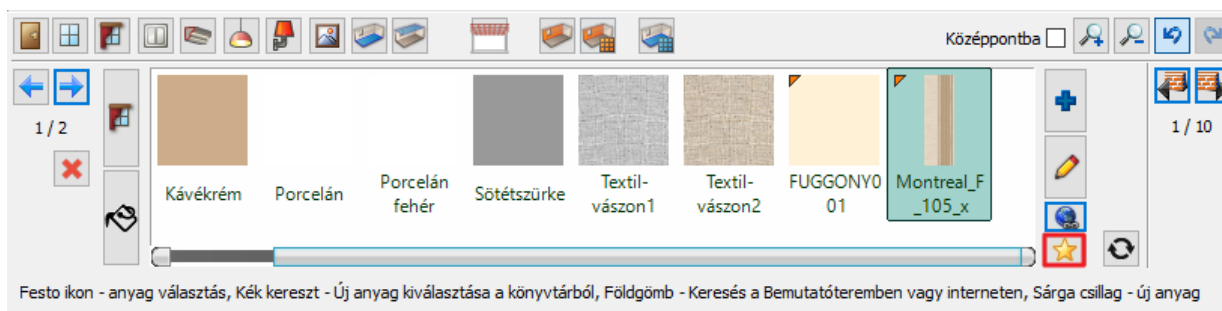 Középpontba
1 / 2
1 / 10
Kávékrém
Porcelán
Porcelán
fehér
Sötétszürke
Textil-
vászon1
Textil-
vászon2
FUGGONY0
01
Montreal_F
_105_x
Festo ikon - anyag választás, Kék kereszt - Új anyag kiválasztása a könyvtárból, Földgömb - Keresés a Bemutatóteremben vagy interneten, Sárga csillag - új anyag